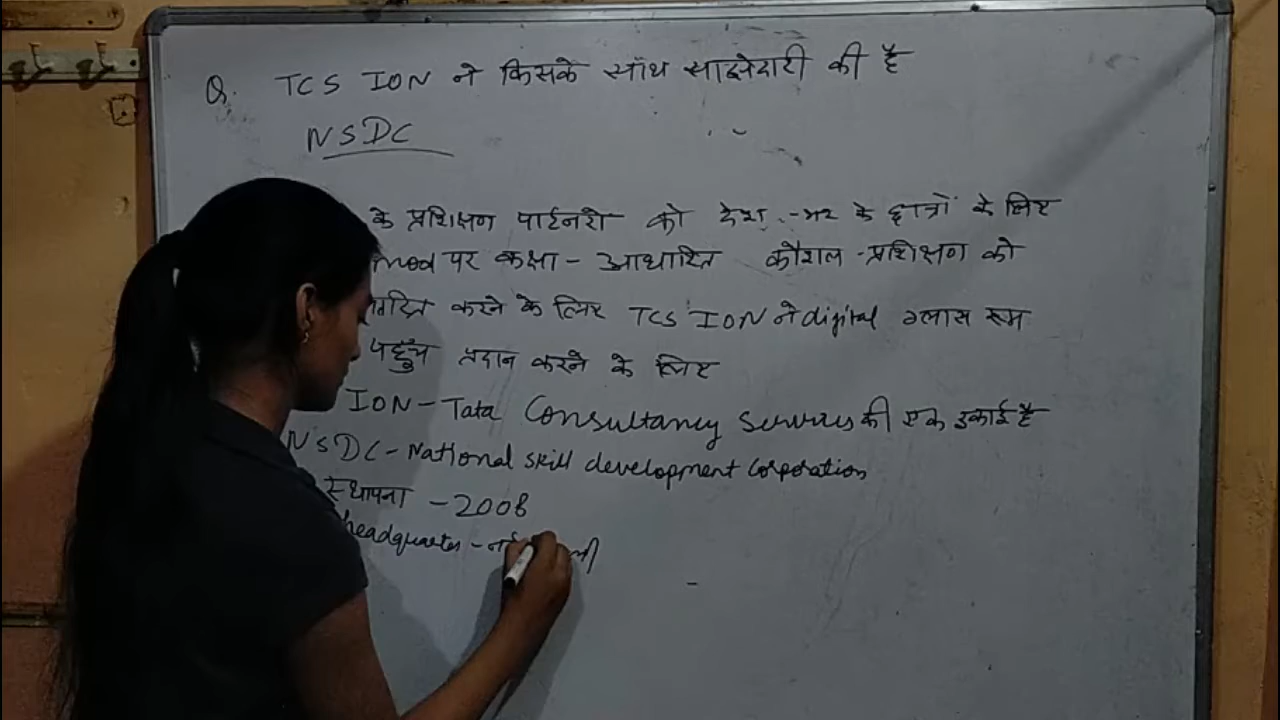 Q. TCS ION ने किसके साँथ साझेदारी की है
NSDC
के प्रशिक्षण पार्टनरो को देश - भर के छात्रों के लिए
mod पर कक्षा - आधारित कौशल - प्रशिक्षण को
करने के लिए TCS ION ने digital ग्लास रूम
पहुँच प्रदान करने के लिए
ION - Tata Consultancy Services की एक इकाई है
NSDC - National skill development corporation
स्थापना - 2008
headquarter -